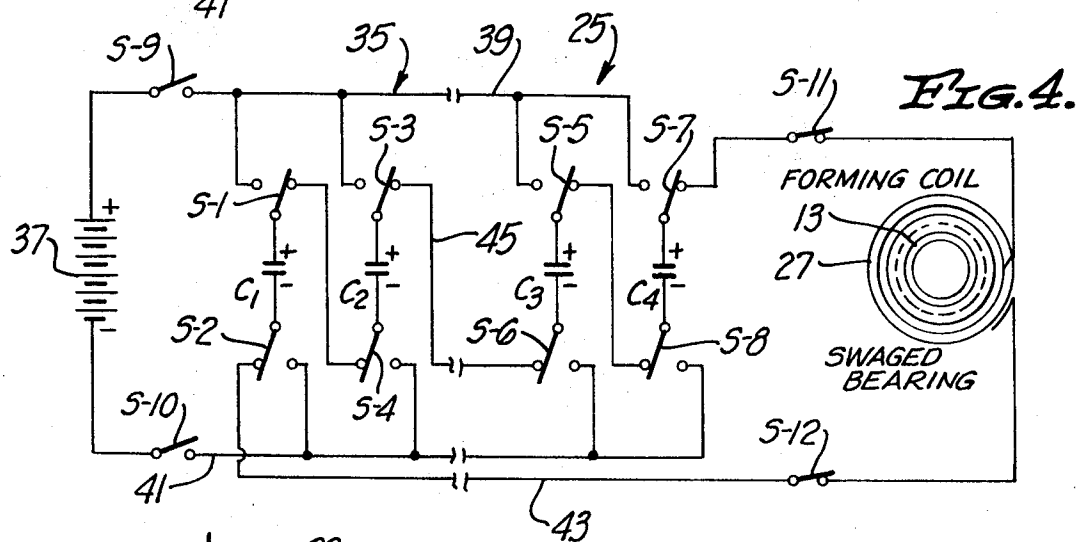 41
S-9
35
39
25
S-11
FIG.4.
S-3
S-5
S-7
FORMING COIL
S-1
13
+
37
45
27
+
+
+
+
C1
-
C2
-
C3
-
C4
-
S-2
S-6
S-8
-
SWAGED
BEARING
S-4
S-10
S-12
41
43